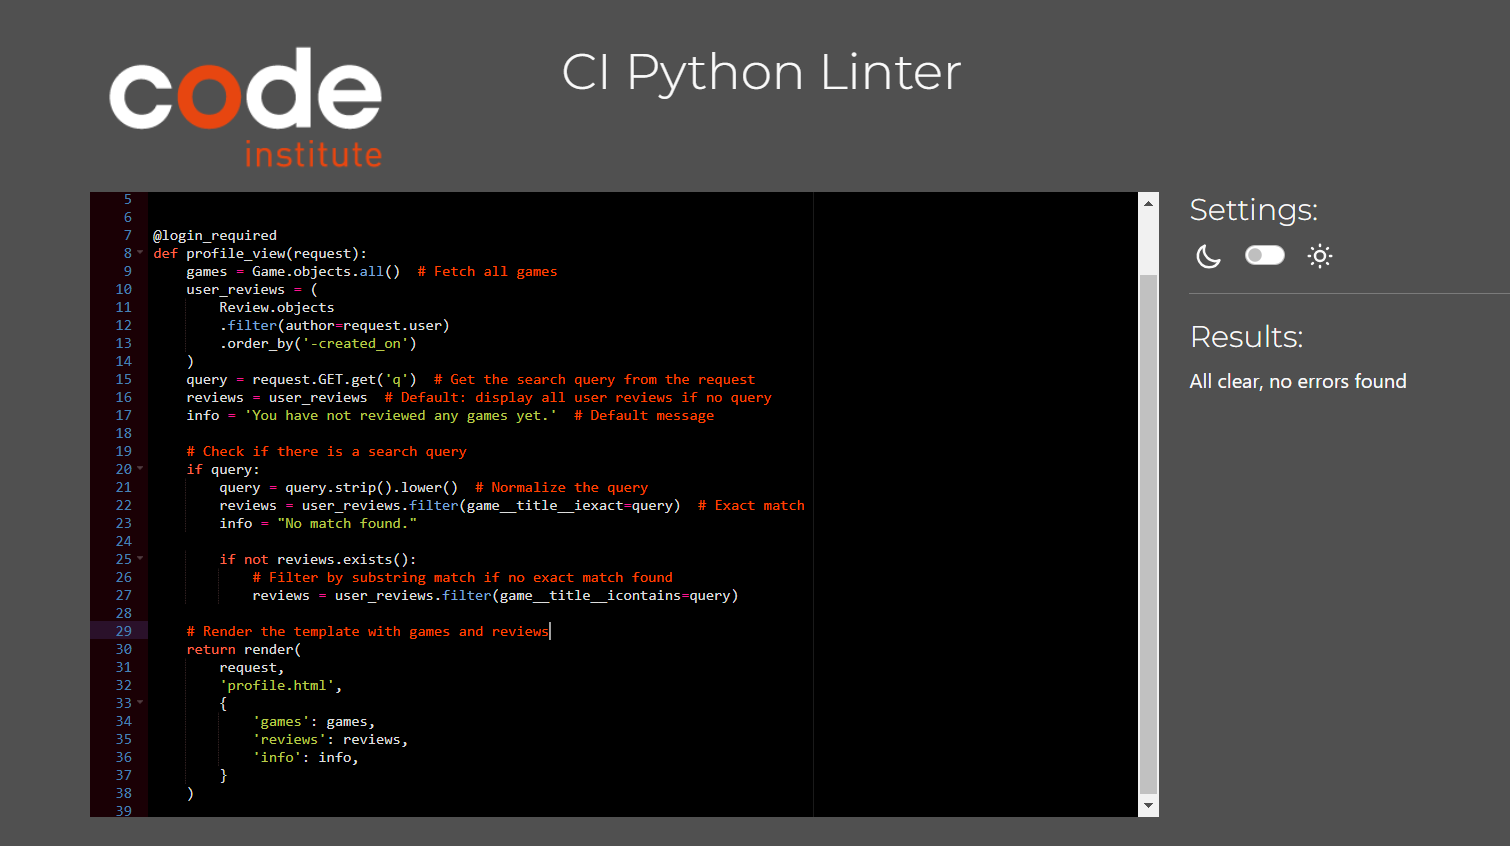 code
institute
CI Python Linter
5
6
7 @login_required
8 def profile_view(request):
9     games = Game.objects.all()  # Fetch all games
10     user_reviews = (
11         Review.objects
12         .filter(author=request.user)
13         .order_by('-created_on')
14     )
15     query = request.GET.get('q')  # Get the search query from the request
16     reviews = user_reviews  # Default: display all user reviews if no query
17     info = 'You have not reviewed any games yet.'  # Default message
18
19     # Check if there is a search query
20     if query:
21         query = query.strip().lower()  # Normalize the query
22         reviews = user_reviews.filter(game__title__iexact=query)  # Exact match
23         info = "No match found."
24
25         if not reviews.exists():
26             # Filter by substring match if no exact match found
27             reviews = user_reviews.filter(game__title__icontains=query)
28
29     # Render the template with games and reviews
30     return render(
31         request,
32         'profile.html',
33         {
34             'games': games,
35             'reviews': reviews,
36             'info': info,
37         }
38     )
39
Settings:
Results:
All clear, no errors found